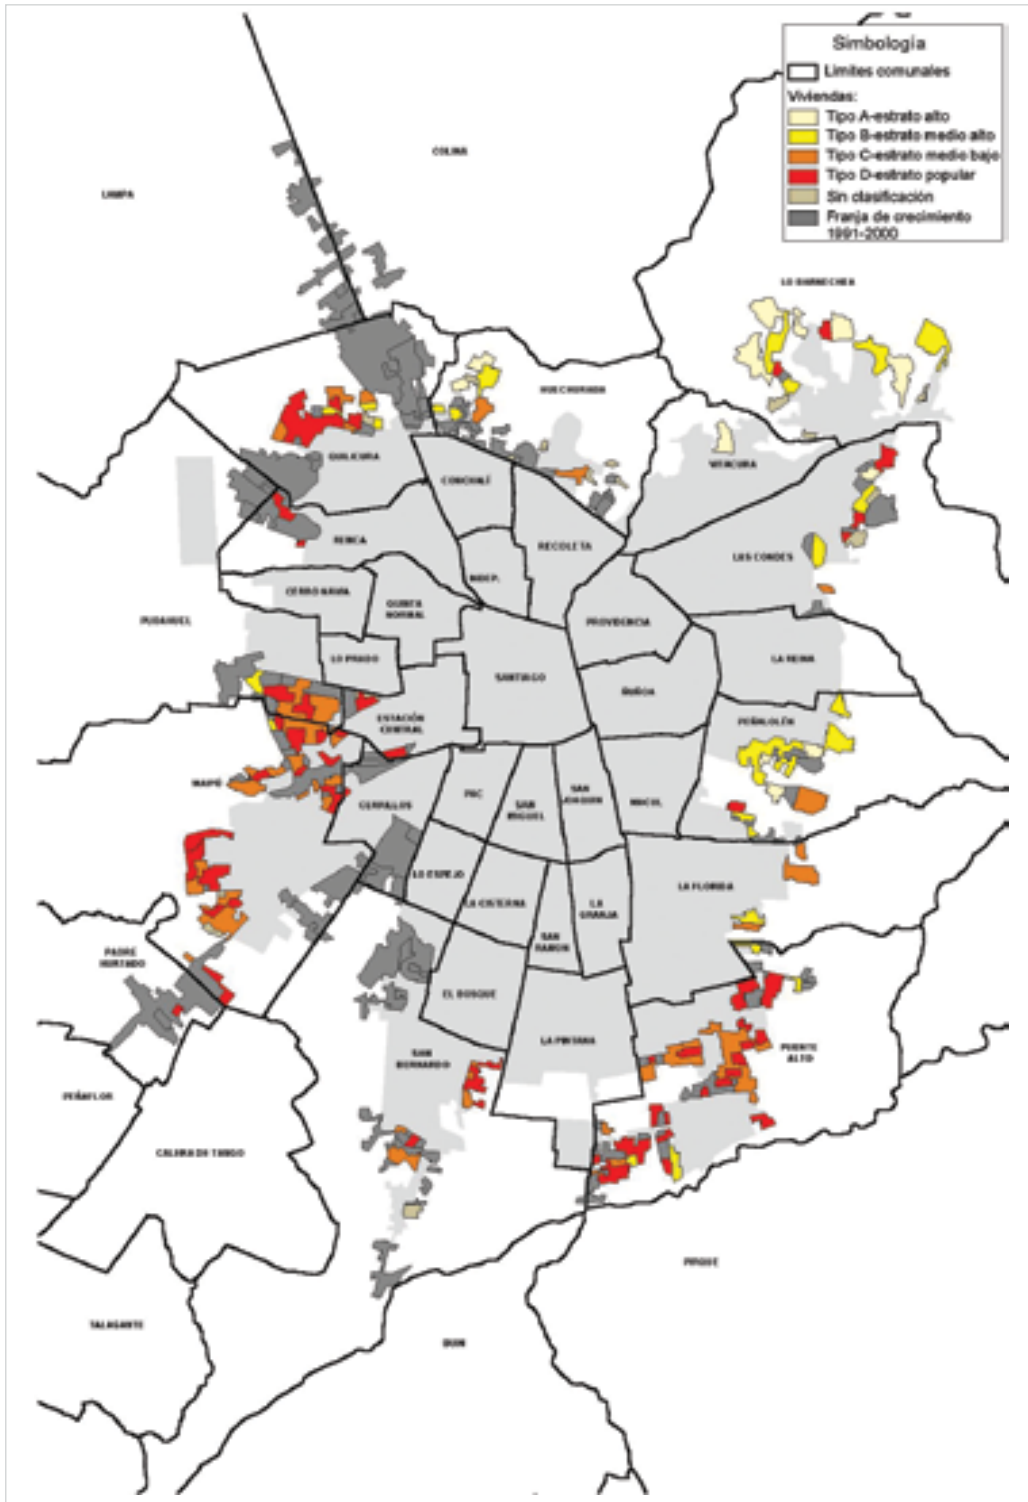 Simbología
Limites comunales
Viviendas:
Tipo A-estrato alto
Tipo B-estrato medio alto
Tipo C-estrato medio bajo
Tipo D-estrato popular
Sin clasificación
Franja de crecimiento
1991-2000
COLINA
LAMPA
LO BARNECHEA
HUECHURABA
QUILICURA
VITACURA
CONCHALÍ
RENCA
RECOLETA
LAS CONDES
INDEP.
CERRO NAVIA
QUINTA
NORMAL
PUDAHUEL
PROVIDENCIA
LO PRADO
LA REINA
SANTIAGO
ÑUÑOA
ESTACIÓN
CENTRAL
PEÑALOLÉN
MAIPÚ
CERRILLOS
PAC
SAN
MIGUEL
SAN
JOAQUIN
MACUL
LO ESPEJO
LA FLORIDA
LA CISTERNA
LA
GRANJA
SAN
RAMON
PADRE
HURTADO
EL BOSQUE
LA PINTANA
SAN
BERNARDO
PUENTE
ALTO
PEÑAFLOR
CALERA DE TANGO
PIRQUE
TALAGANTE
BUIN